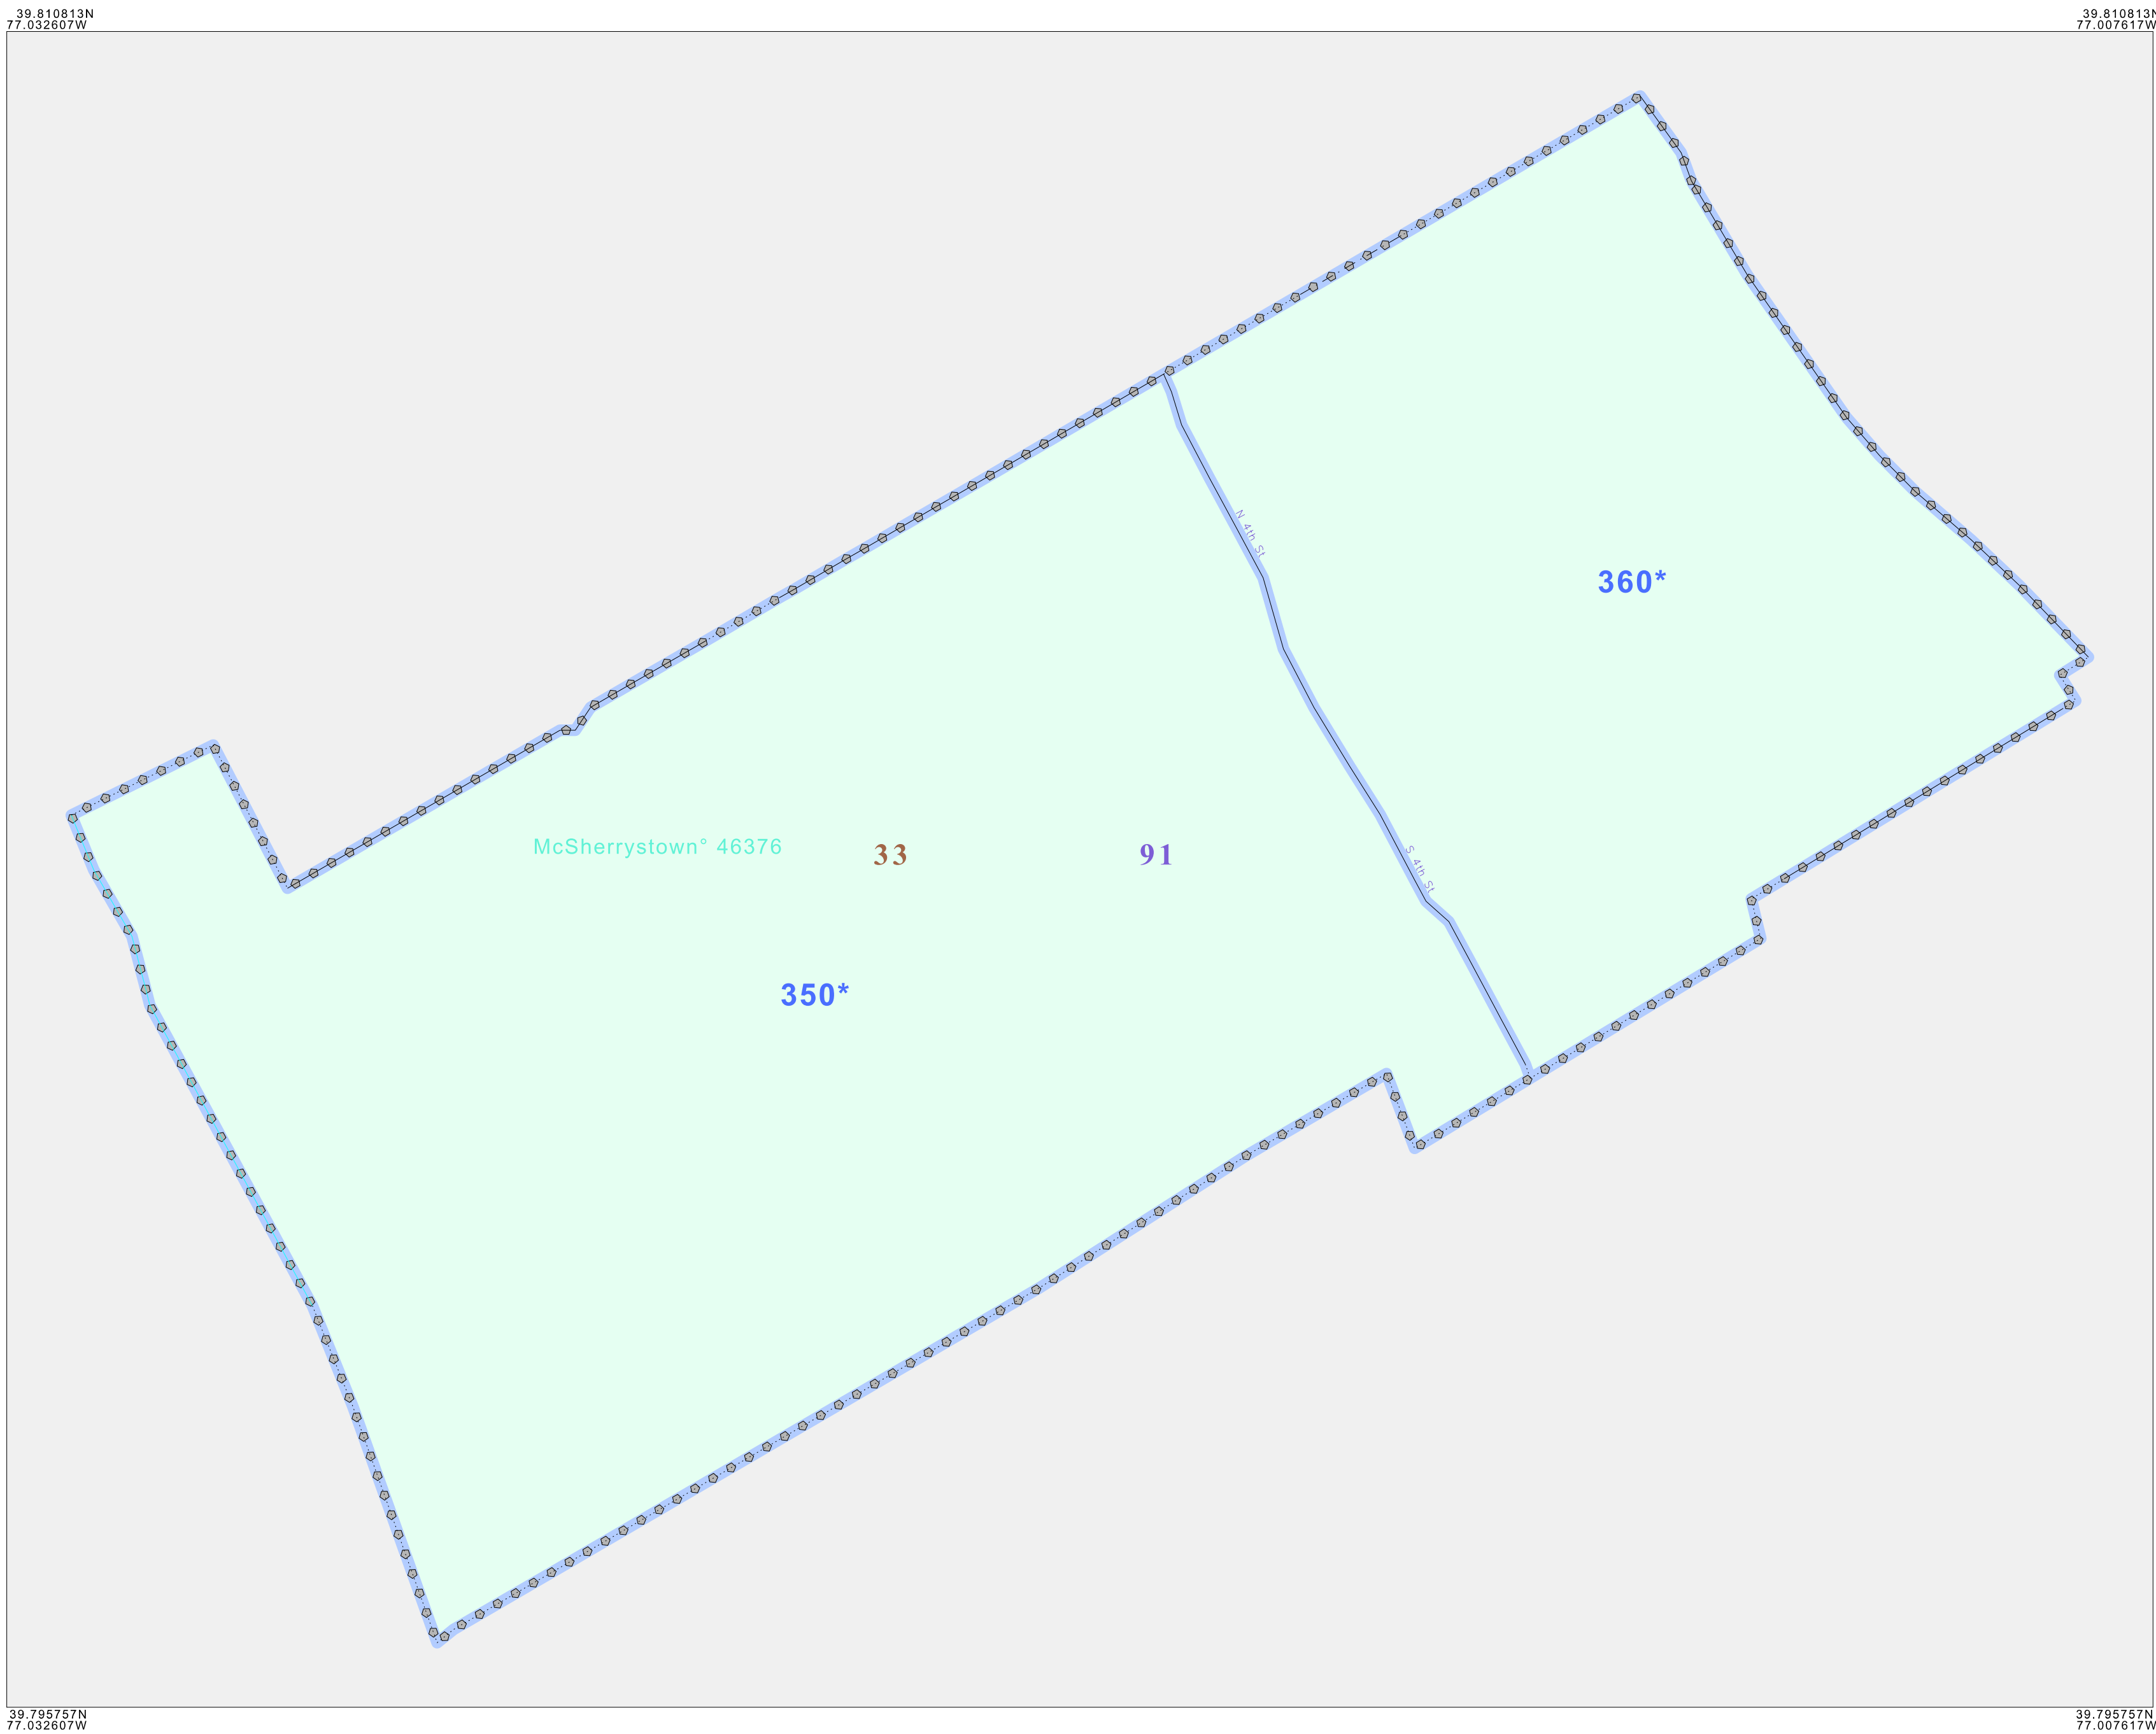 39.810813N
77.032607W
39.810813N
77.007617W
N 4th St
360*
McSherrystown° 46376
33
91
S 4th St
350*
39.795757N
77.032607W
39.795757N
77.007617W